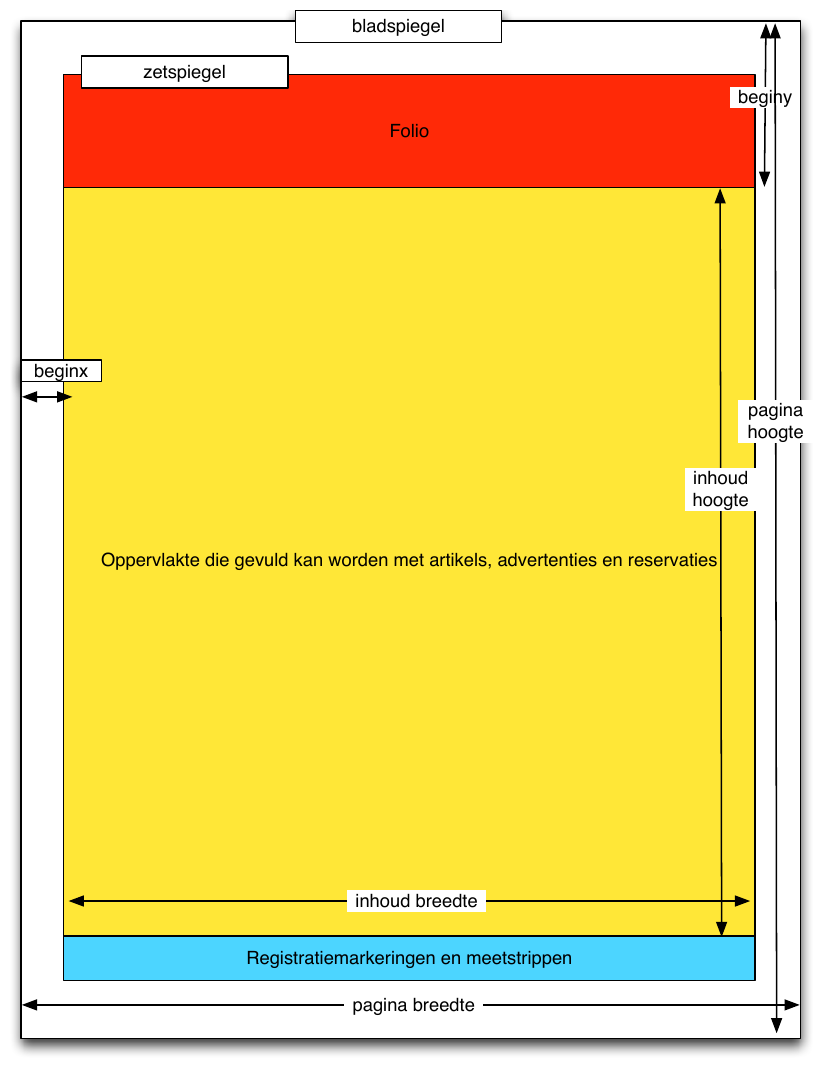 bladspiegel
zetspiegel
beginy
Folio
beginx
pagina
hoogte
inhoud
hoogte
Oppervlakte die gevuld kan worden met artikels, advertenties en reservaties
inhoud breedte
Registratiemarkeringen en meetstrippen
pagina breedte